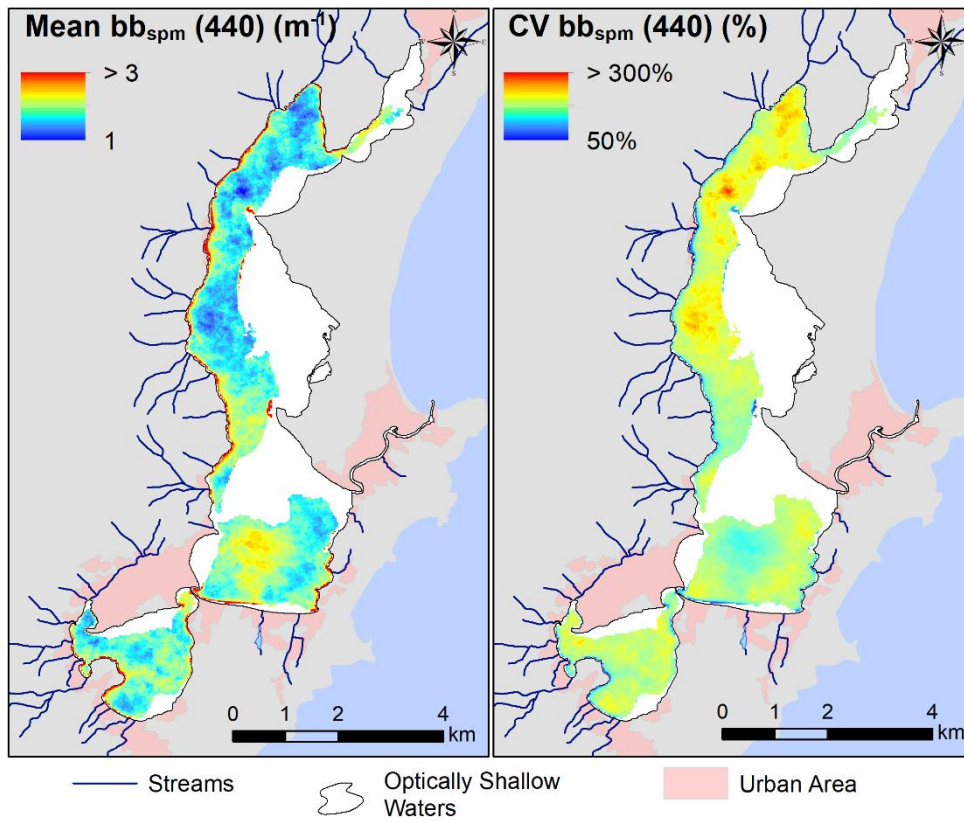 Mean bbspm (440) (m-1)
> 3
1
N
W E
S
0 1 2 4
km
CV bbspm (440) (%)
> 300%
50%
N
W E
S
0 1 2 4
km
Streams
Optically Shallow
Waters
Urban Area